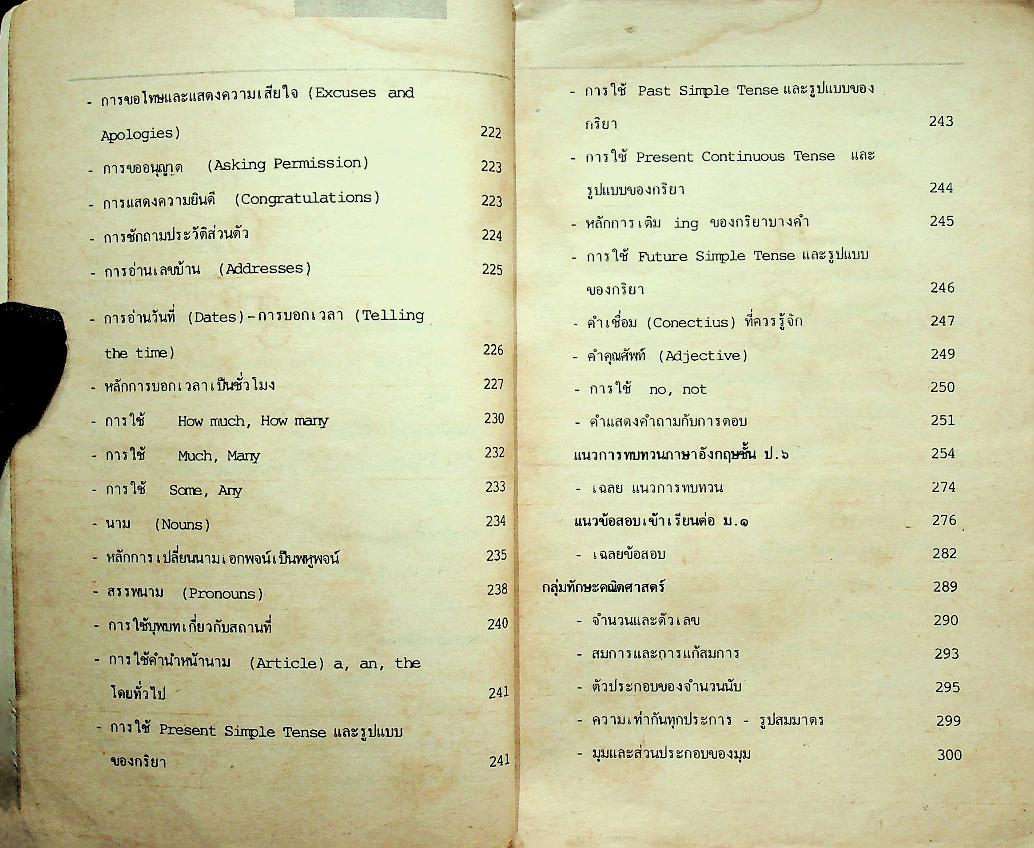 - การขอโทษและแสดงความเสียใจ (Excuses and
Apologies) 222
- การขออนุญาต (Asking Permission) 223
- การแสดงความยินดี (Congratulations) 223
- การซักถามประวัติส่วนตัว 224
- การอ่านเลขบ้าน (Addresses) 225
- การอ่านวันที่ (Dates)-การบอกเวลา (Telling
the time) 226
- หลักการบอกเวลาเป็นชั่วโมง 227
- การใช้ How much, How many 230
- การใช้ Much, Many 232
- การใช้ Some, Any 233
- นาม (Nouns) 234
- หลักการเปลี่ยนนามเอกพจน์เป็นพหูพจน์ 235
- สรรพนาม (Pronouns) 238
- การใช้บุพบทเกี่ยวกับสถานที่ 240
- การใช้คำนำหน้านาม (Article) a, an, the
โดยทั่วไป 241
- การใช้ Present Simple Tense และรูปแบบ
ของกริยา 241
- การใช้ Past Simple Tense และรูปแบบของ
กริยา 243
- การใช้ Present Continuous Tense และ
รูปแบบของกริยา 244
- หลักการเติม ing ของกริยาบางคำ 245
- การใช้ Future Simple Tense และรูปแบบ
ของกริยา 246
- คำเชื่อม (Conectius) ที่ควรรู้จัก 247
- คำคุณศัพท์ (Adjective) 249
- การใช้ no, not 250
- คำแสดงคำถามกับการตอบ 251
แนวการทบทวนภาษาอังกฤษชั้น ป.๖ 254
- เฉลย แนวการทบทวน 274
แนวข้อสอบเข้าเรียนต่อ ม.๑ 276
- เฉลยข้อสอบ 282
กลุ่มทักษะคณิตศาสตร์ 289
- จำนวนและตัวเลข 290
- สมการและการแก้สมการ 293
- ตัวประกอบของจำนวนนับ 295
- ความเท่ากันทุกประการ - รูปสมมาตร 299
- มุมและส่วนประกอบของมุม 300